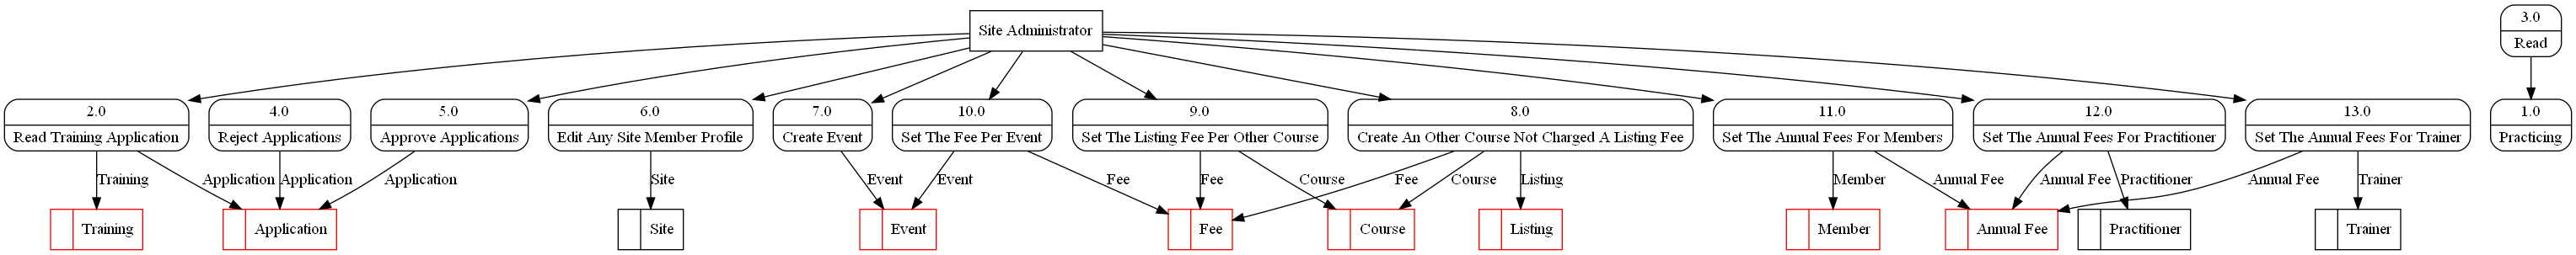 Site Administrator
3.0
Read
2.0
Read Training Application
4.0
Reject Applications
5.0
Approve Applications
6.0
Edit Any Site Member Profile
7.0
Create Event
10.0
Set The Fee Per Event
9.0
Set The Listing Fee Per Other Course
8.0
Create An Other Course Not Charged A Listing Fee
11.0
Set The Annual Fees For Members
12.0
Set The Annual Fees For Practitioner
13.0
Set The Annual Fees For Trainer
1.0
Practicing
Training
Application
Application
Application
Site
Event
Event
Fee
Fee
Course
Fee
Course
Listing
Member
Annual Fee
Annual Fee
Practitioner
Annual Fee
Trainer
Training
Application
Site
Event
Fee
Course
Listing
Member
Annual Fee
Practitioner
Trainer